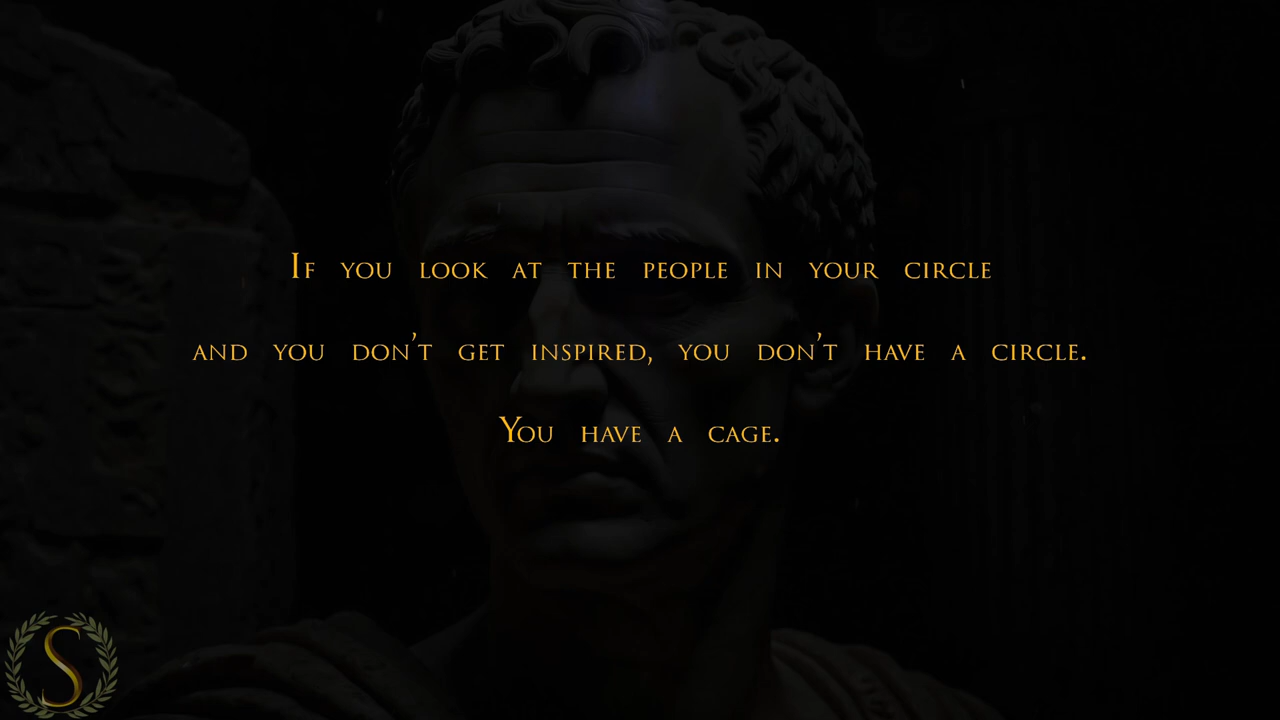 If you look at the people in your circle
and you don't get inspired, you don't have a circle.
You have a cage.
S